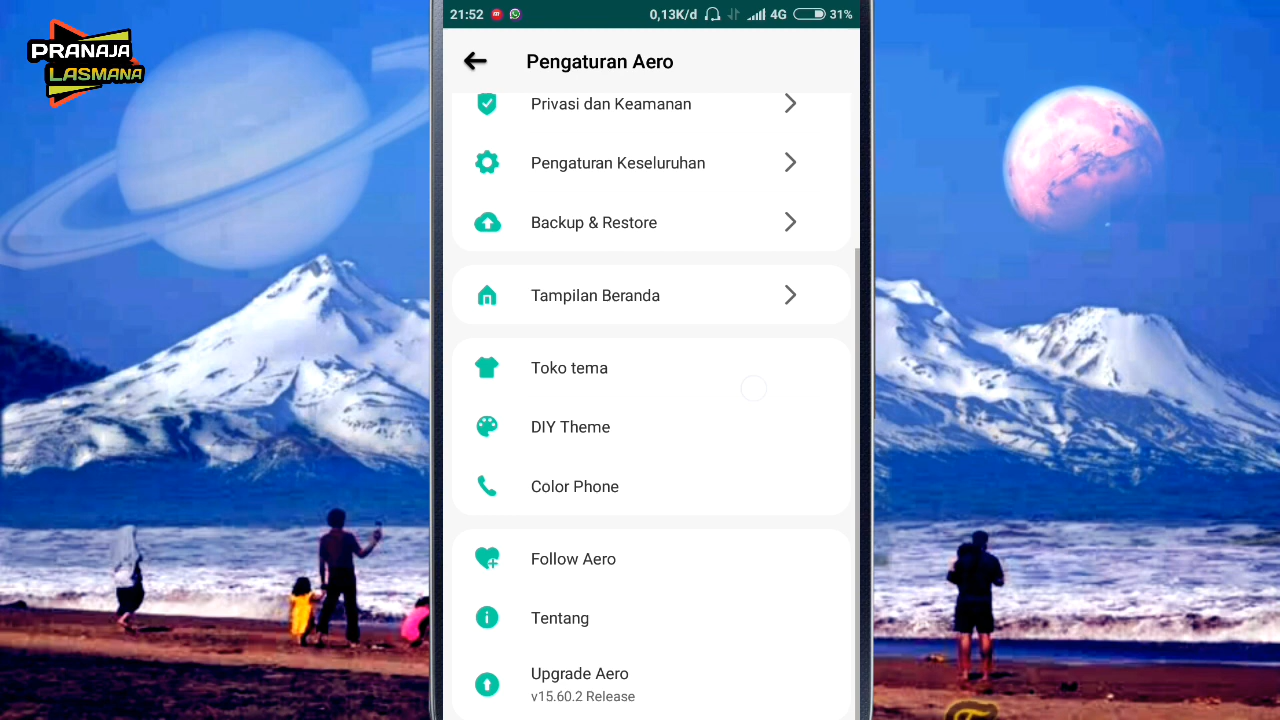 PRANAJA
LASMANA
21:52
0,13K/d
4G
31%
Pengaturan Aero
Privasi dan Keamanan
Pengaturan Keseluruhan
Backup & Restore
Tampilan Beranda
Toko tema
DIY Theme
Color Phone
Follow Aero
Tentang
Upgrade Aero
v15.60.2 Release